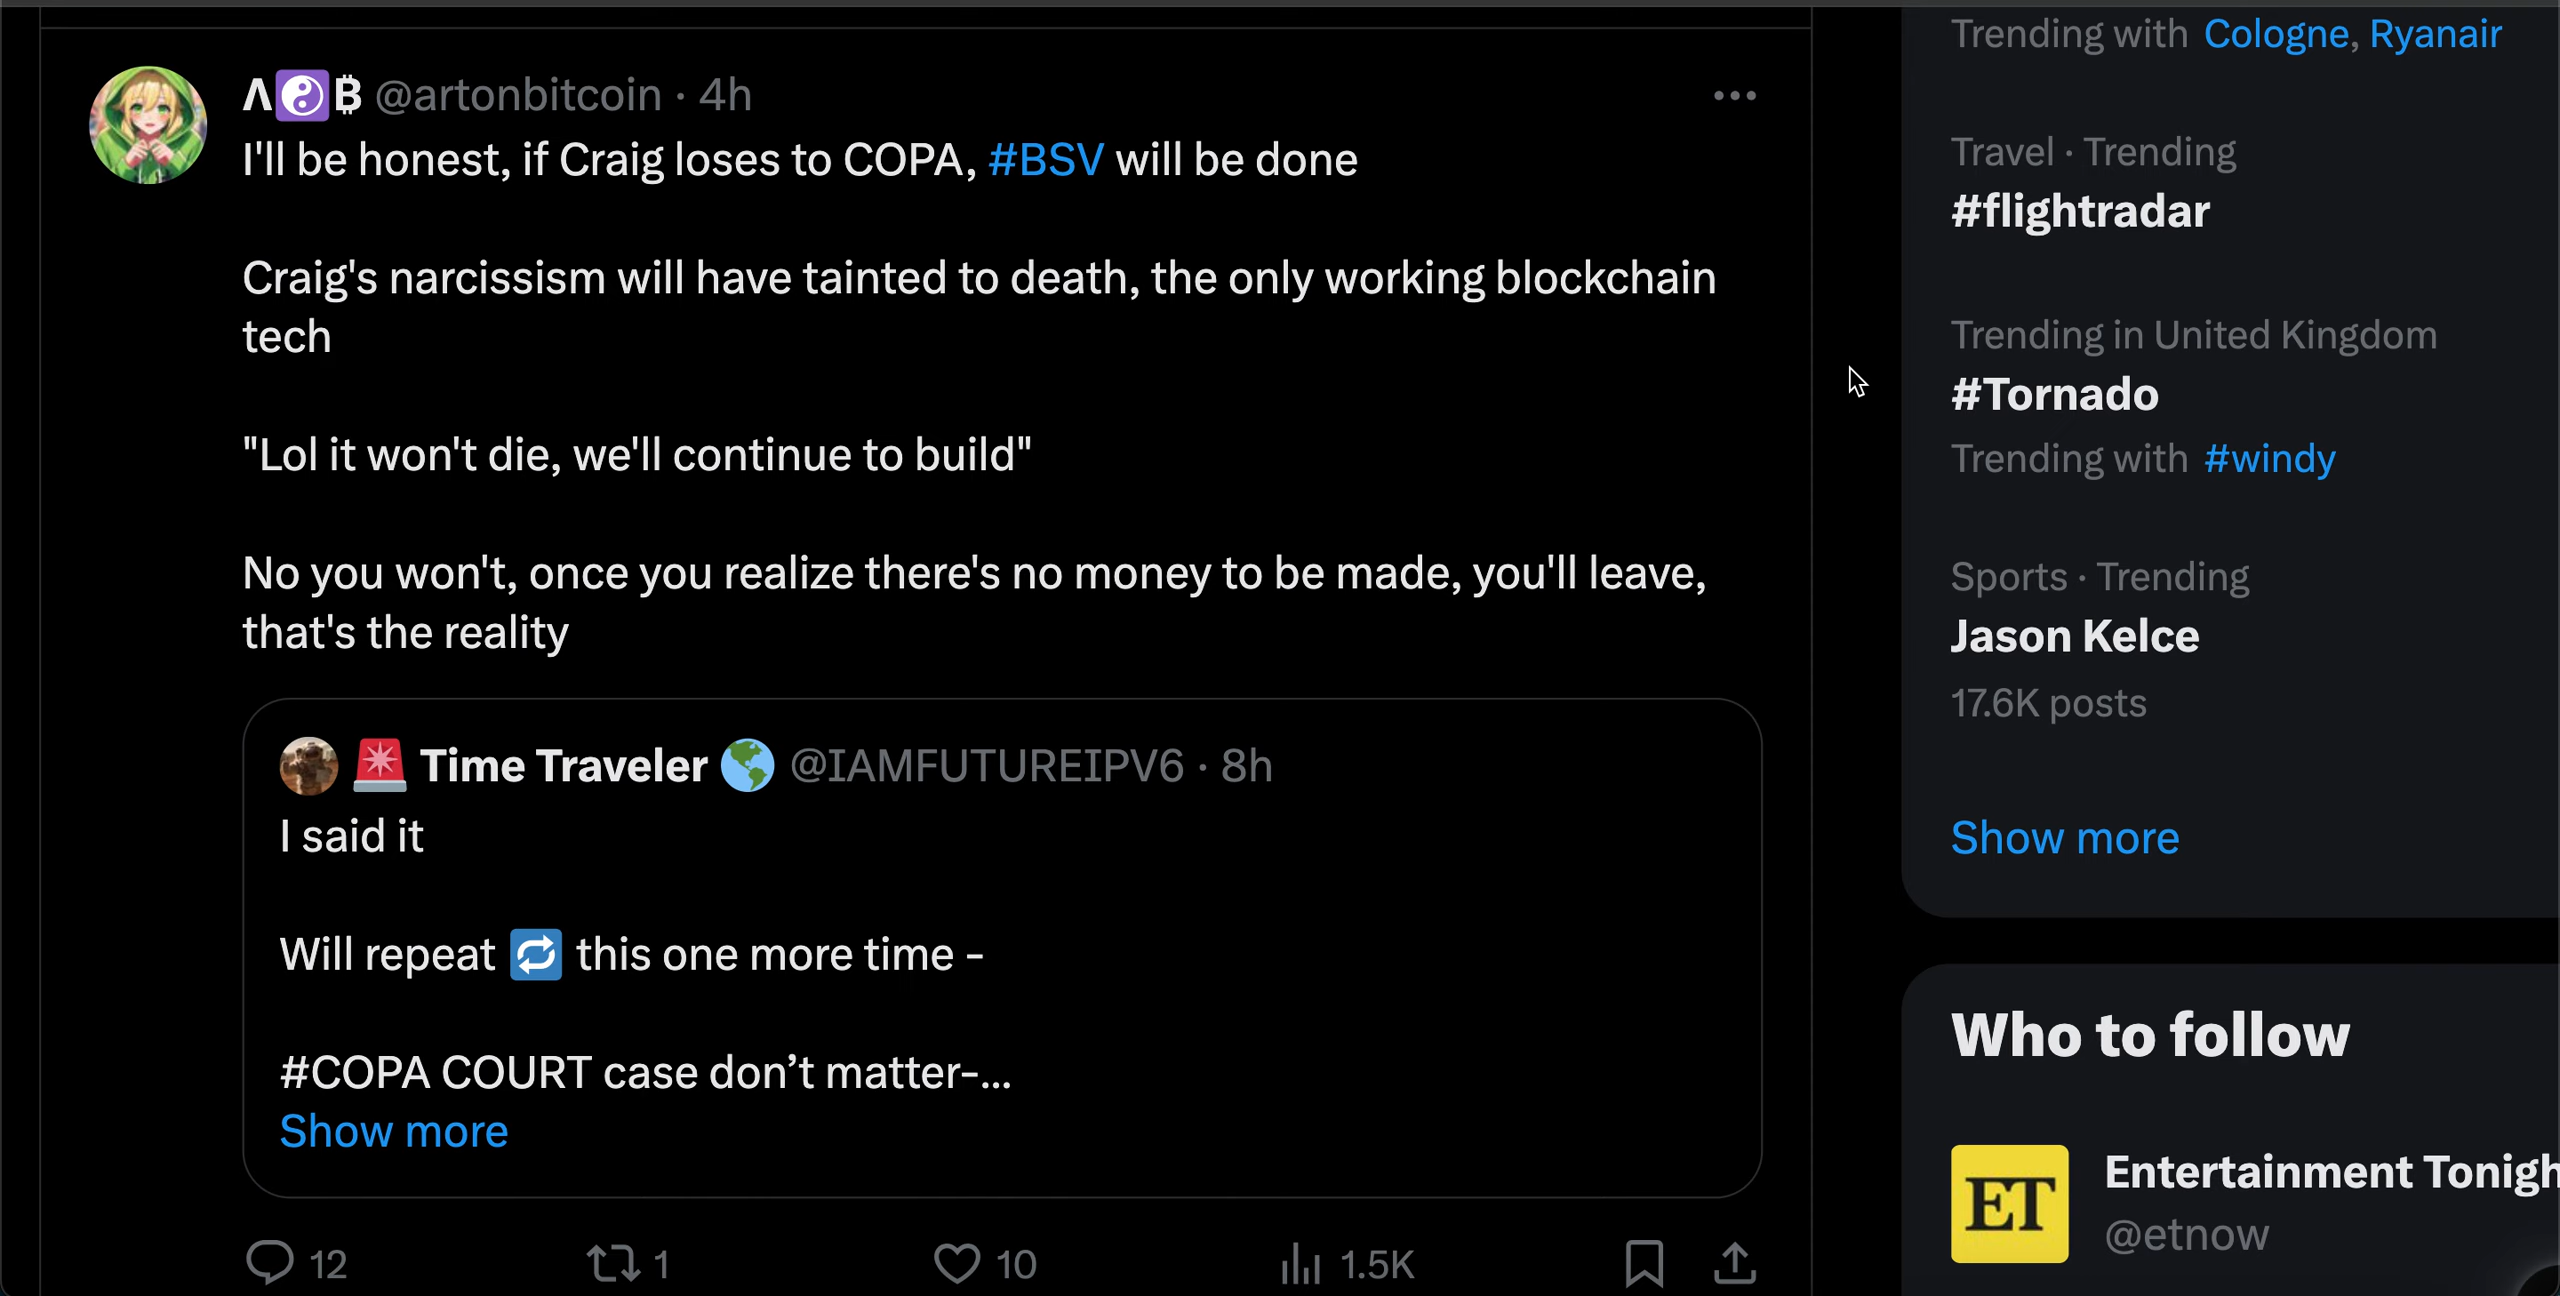 Λ☯️₿ @artonbitcoin · 4h
I'll be honest, if Craig loses to COPA, #BSV will be done
Craig's narcissism will have tainted to death, the only working blockchain
tech
"Lol it won't die, we'll continue to build"
No you won't, once you realize there's no money to be made, you'll leave,
that's the reality
🚨 Time Traveler 🌎 @IAMFUTUREIPV6 · 8h
I said it
Will repeat 🔁 this one more time -
#COPA COURT case don’t matter-...
Show more
12 1 10 1.5K
Trending with Cologne, Ryanair
Travel · Trending
#flightradar
Trending in United Kingdom
#Tornado
Trending with #windy
Sports · Trending
Jason Kelce
17.6K posts
Show more
Who to follow
ET
Entertainment Tonigh
@etnow